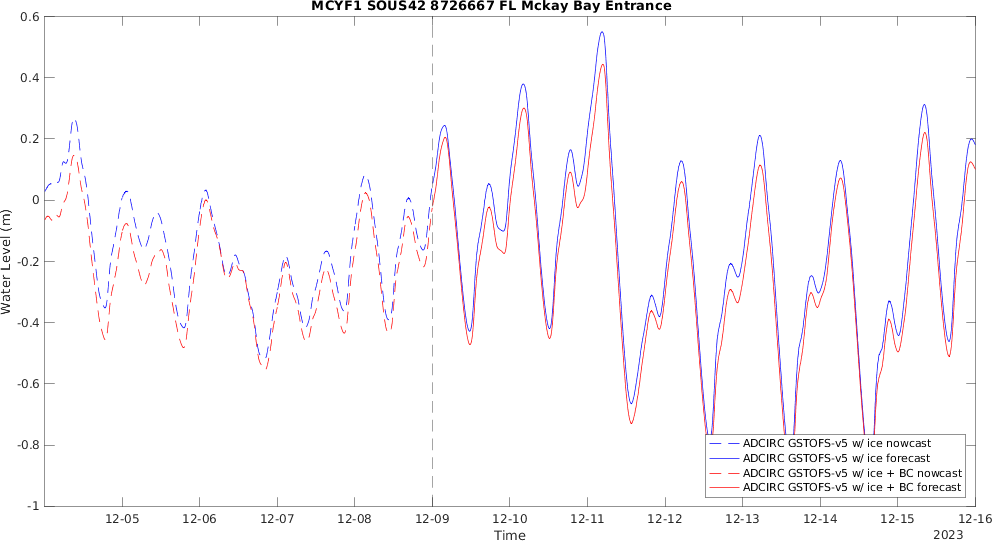 MCYF1 SOUS42 8726667 FL Mckay Bay Entrance
0.6
0.4
0.2
0
-0.2
-0.4
-0.6
-0.8
-1
Water Level (m)
ADCIRC GSTOFS-v5 w/ ice nowcast
ADCIRC GSTOFS-v5 w/ ice forecast
ADCIRC GSTOFS-v5 w/ ice + BC nowcast
ADCIRC GSTOFS-v5 w/ ice + BC forecast
12-05 12-06 12-07 12-08 12-09 12-10 12-11 12-12 12-13 12-14 12-15 12-16
Time
2023